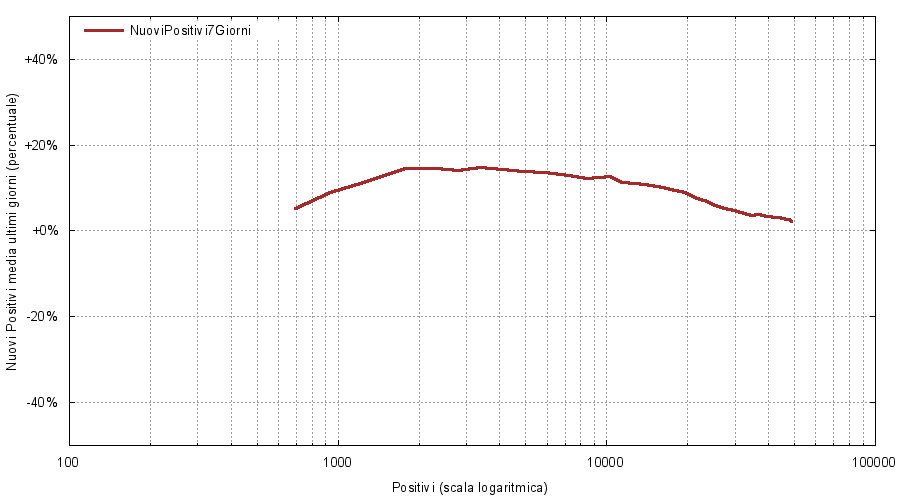 NuoviPositivi7Giorni
+40%
+20%
+0%
-20%
-40%
Nuovi Positivi media ultimi giorni (percentuale)
100 1000 10000 100000
Positivi (scala logaritmica)